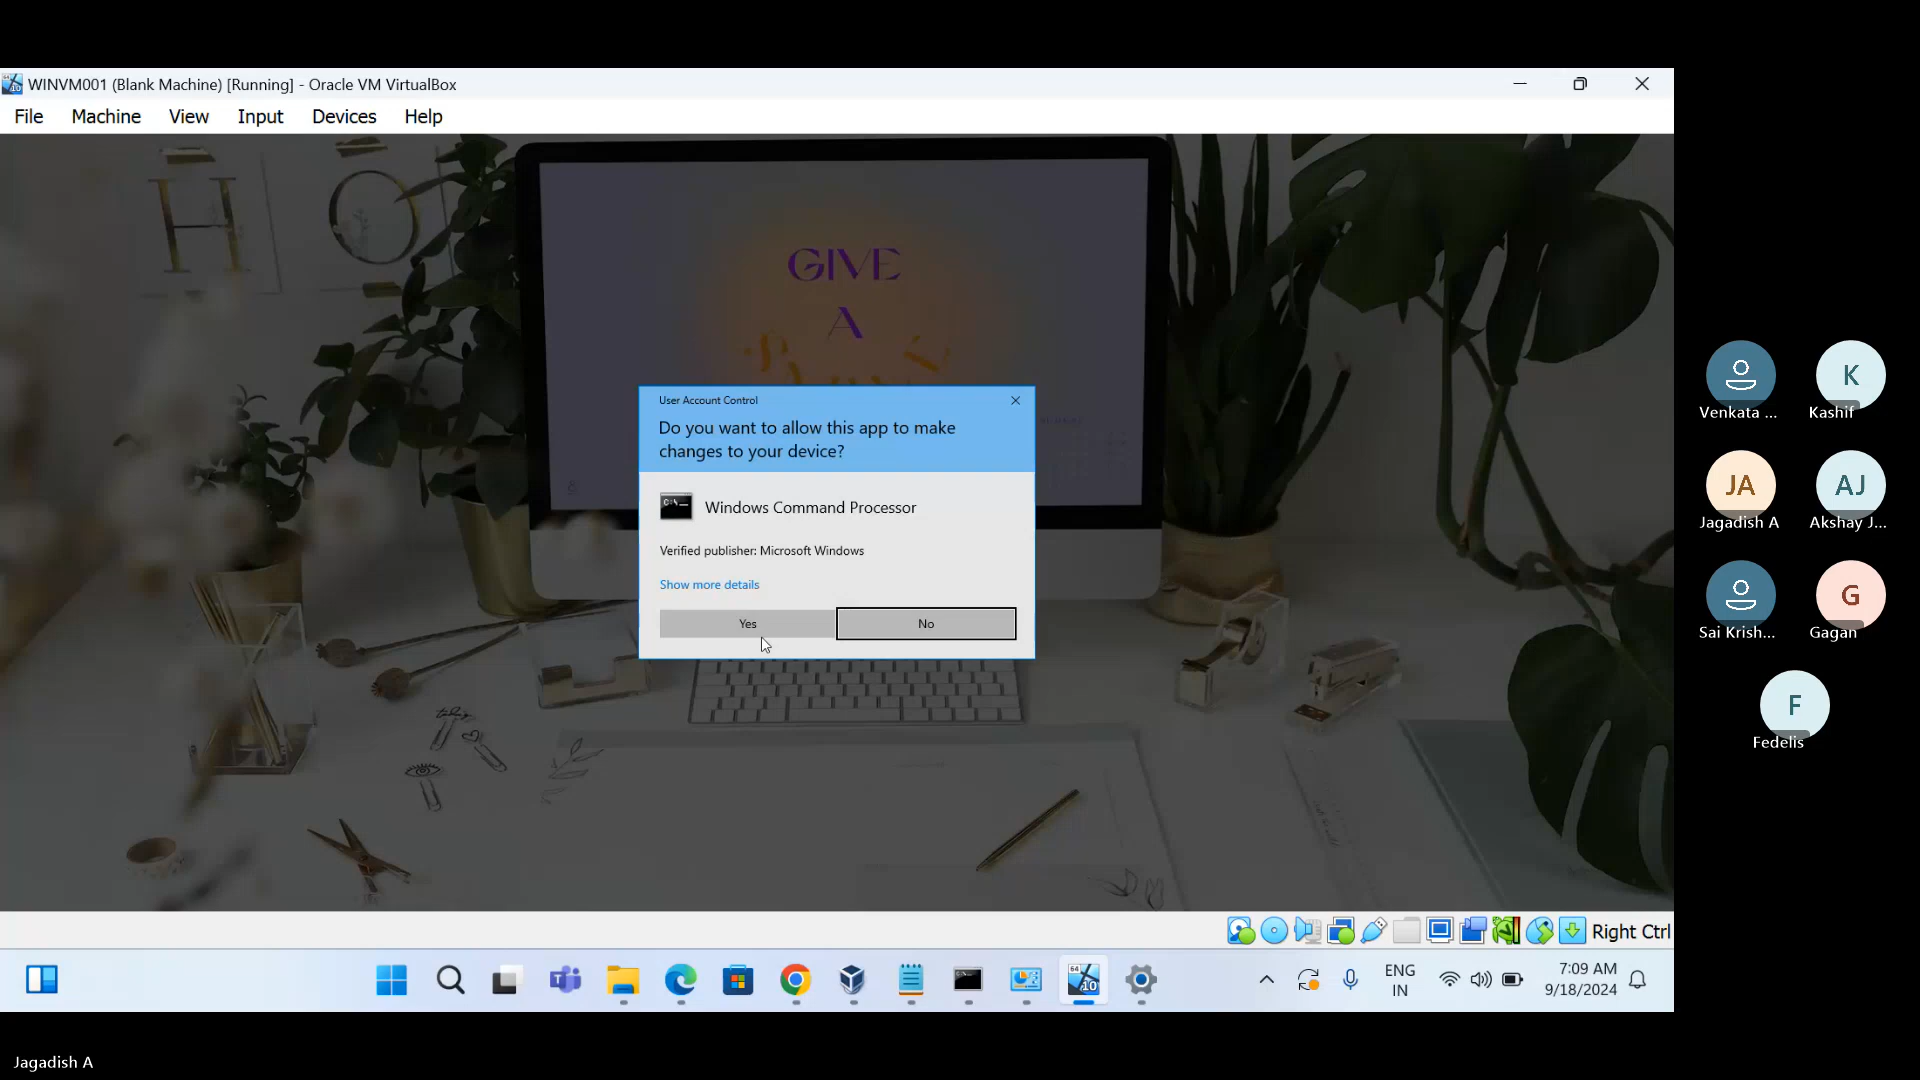 WINVM001 (Blank Machine) [Running] - Oracle VM VirtualBox
File Machine View Input Devices Help
GIVE
A
User Account Control
Do you want to allow this app to make
changes to your device?
C:\_
Windows Command Processor
Verified publisher: Microsoft Windows
Show more details
Yes No
today
Right Ctrl
64
10
ENG
IN
7:09 AM
9/18/2024
Venkata ...
K
Kashif
JA
Jagadish A
AJ
Akshay J...
Sai Krish...
G
Gagan
F
Fedelis
Jagadish A